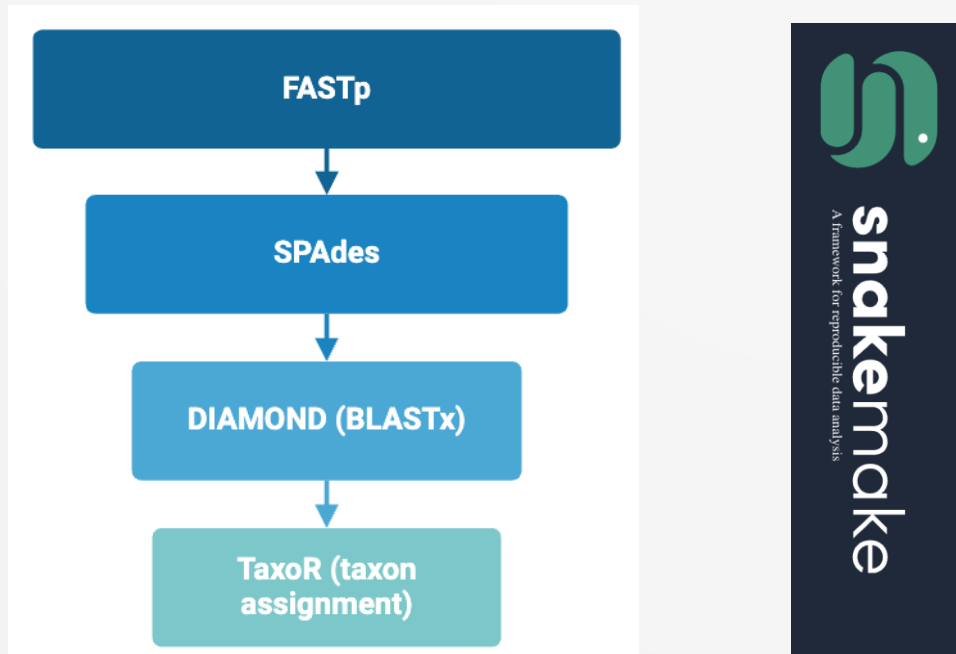 FASTp
SPAdes
DIAMOND (BLASTx)
TaxoR (taxon
assignment)
snakemake
A framework for reproducible data analysis